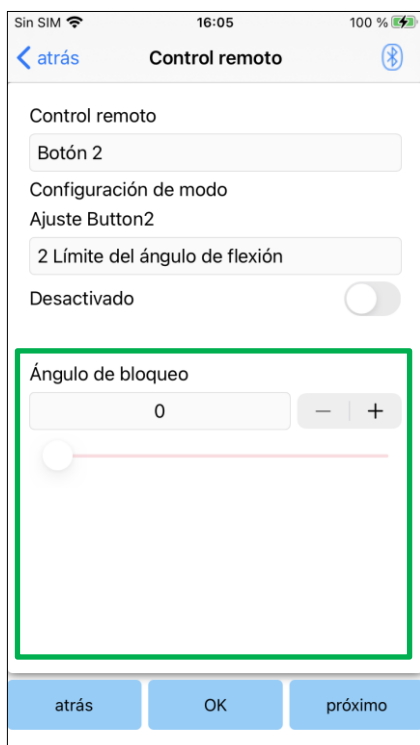 Sin SIM 16:05 100 %
atrás Control remoto
Control remoto
Botón 2
Configuración de modo
Ajuste Button2
2 Límite del ángulo de flexión
Desactivado
Ángulo de bloqueo
0 − +
atrás OK próximo